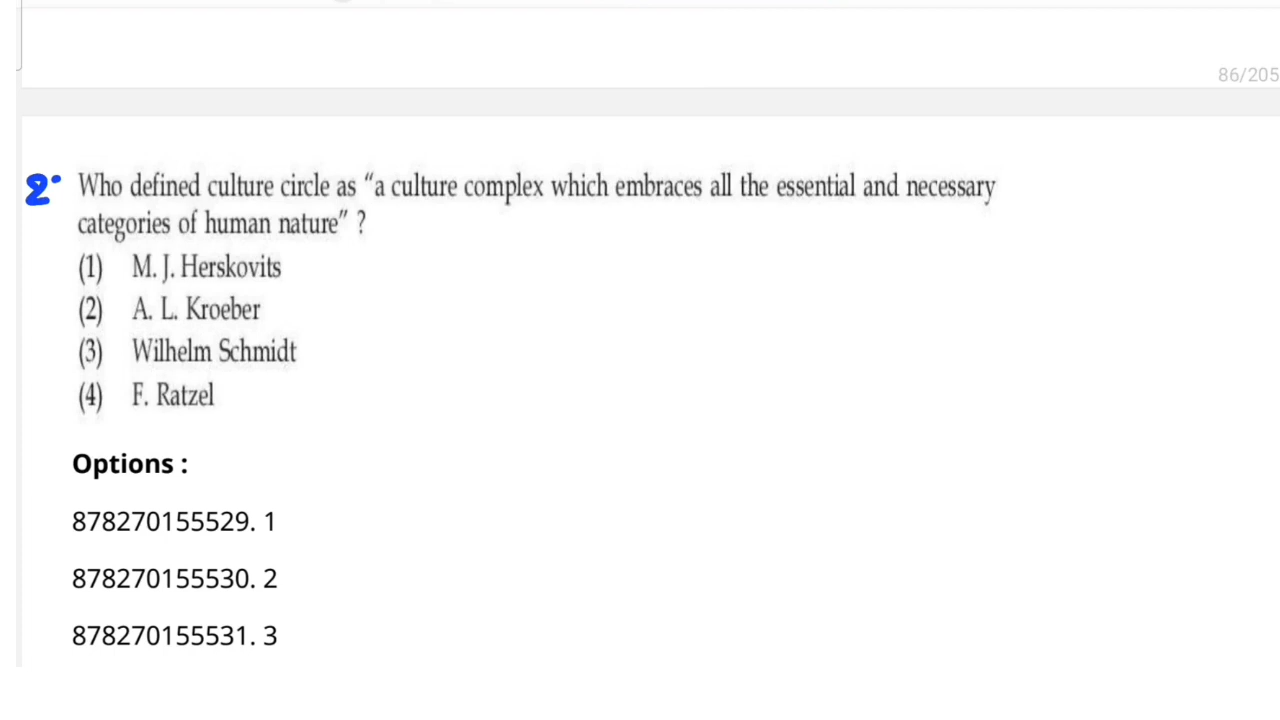 86/205
2. Who defined culture circle as “a culture complex which embraces all the essential and necessary
categories of human nature” ?
(1) M. J. Herskovits
(2) A. L. Kroeber
(3) Wilhelm Schmidt
(4) F. Ratzel
Options :
878270155529. 1
878270155530. 2
878270155531. 3